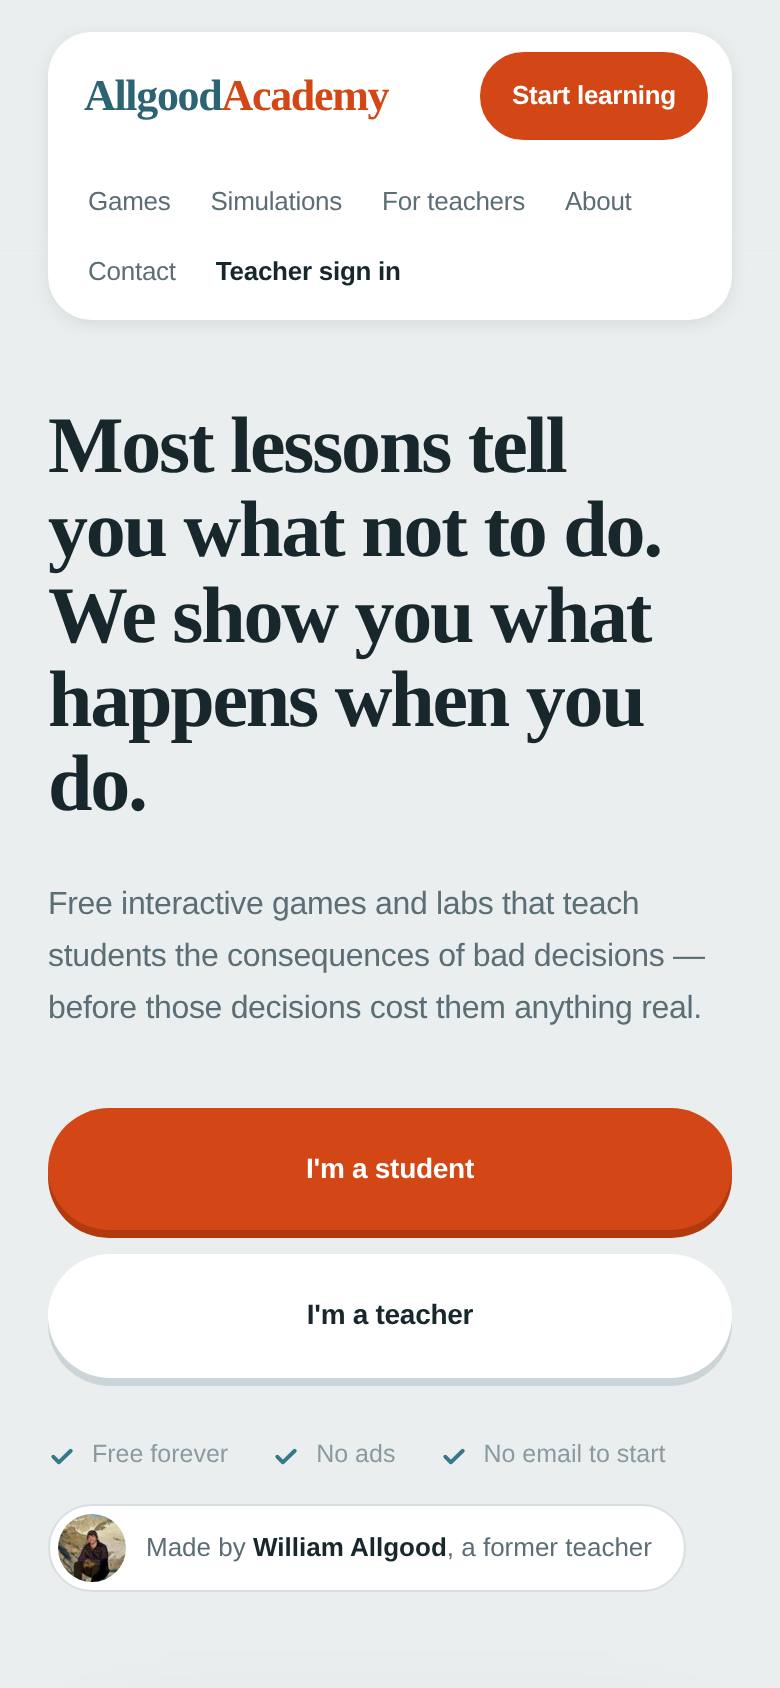 AllgoodAcademy
Start learning
Games Simulations For teachers About
Contact Teacher sign in
Most lessons tell
you what not to do.
We show you what
happens when you
do.
Free interactive games and labs that teach
students the consequences of bad decisions —
before those decisions cost them anything real.
I'm a student
I'm a teacher
Free forever No ads No email to start
Made by William Allgood, a former teacher